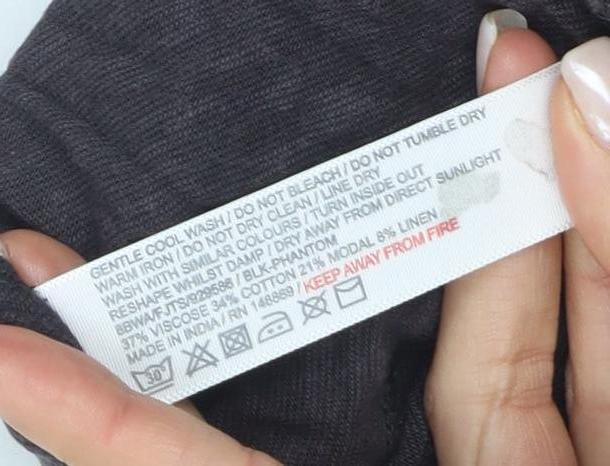 GENTLE COOL WASH / DO NOT BLEACH / DO NOT TUMBLE DRY
WARM IRON / DO NOT DRY CLEAN / LINE DRY
WASH WITH SIMILAR COLOURS / TURN INSIDE OUT
RESHAPE WHILST DAMP / DRY AWAY FROM DIRECT SUNLIGHT
BBWA/FJTS/929586 / BLK-PHANTOM
37% VISCOSE 34% COTTON 21% MODAL 8% LINEN
MADE IN INDIA / RN 148869 / KEEP AWAY FROM FIRE
30°